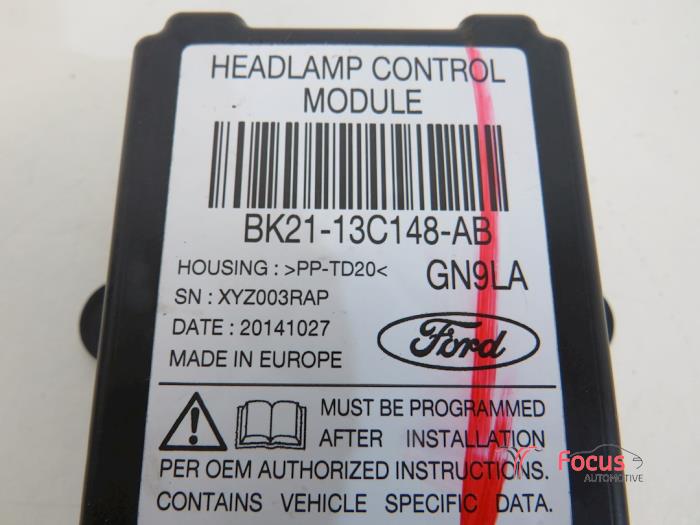 HEADLAMP CONTROL
MODULE
BK21-13C148-AB
HOUSING : >PP-TD20< GN9LA
SN : XYZ003RAP
DATE : 20141027
Ford
MADE IN EUROPE
MUST BE PROGRAMMED
AFTER INSTALLATION
PER OEM AUTHORIZED INSTRUCTIONS.
CONTAINS VEHICLE SPECIFIC DATA.
Focus
AUTOMOTIVE